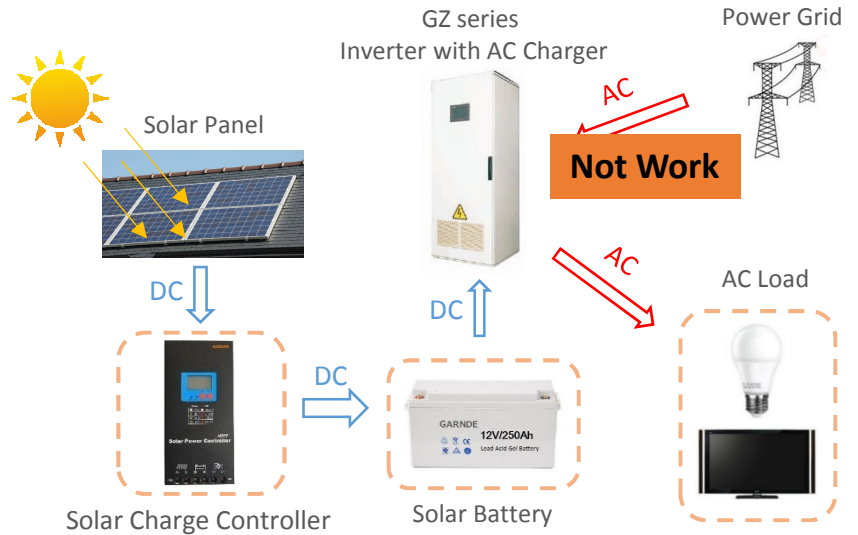 GZ series
Inverter with AC Charger
Power Grid
AC
Solar Panel
Not Work
AC
AC Load
DC
DC
DC
GARNDE
12V/250Ah
Lead Acid Gel Battery
Solar Power Controller
Solar Charge Controller
Solar Battery